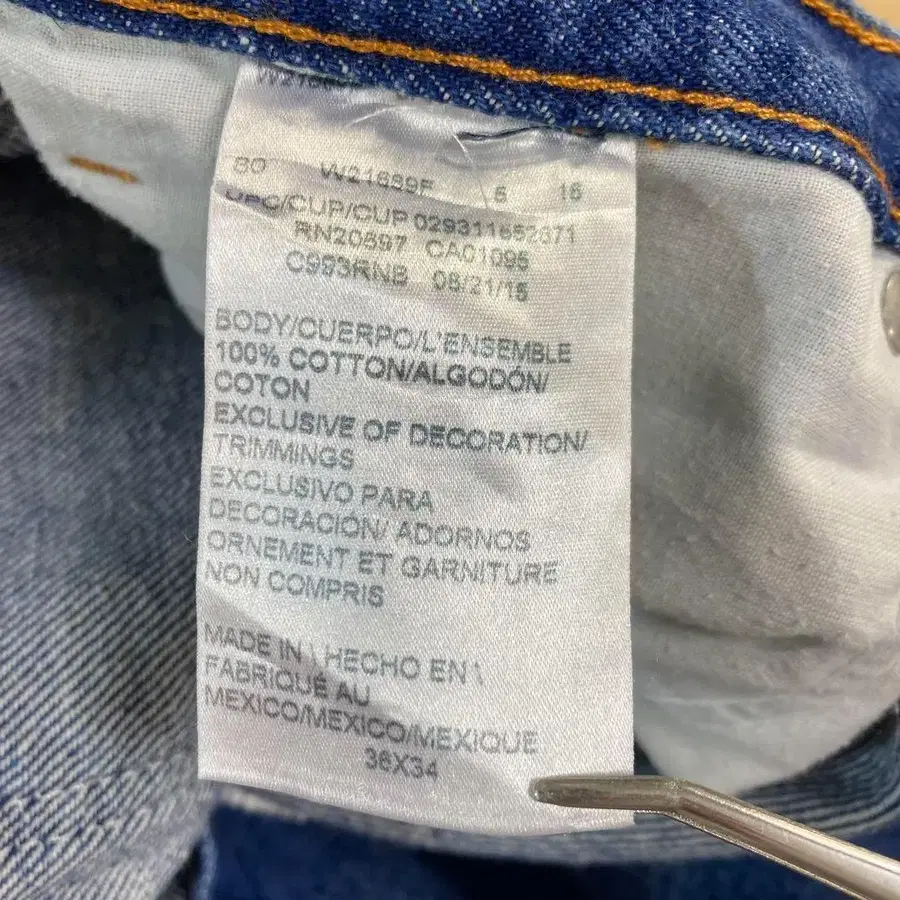 80 W21689F 5 15
UPC/CUP/CUP
RN20697 CA01095
C993RNB 08/21/15
BODY/CUERPO/L'ENSEMBLE
100% COTTON/ALGODÓN/
COTON
EXCLUSIVE OF DECORATION/
TRIMMINGS
EXCLUSIVO PARA
DECORACIÓN/ ADORNOS
ORNEMENT ET GARNITURE
NON COMPRIS
MADE IN \ HECHO EN \
FABRIQUÉ AU
MEXICO/MEXICO/MEXIQUE
36X34